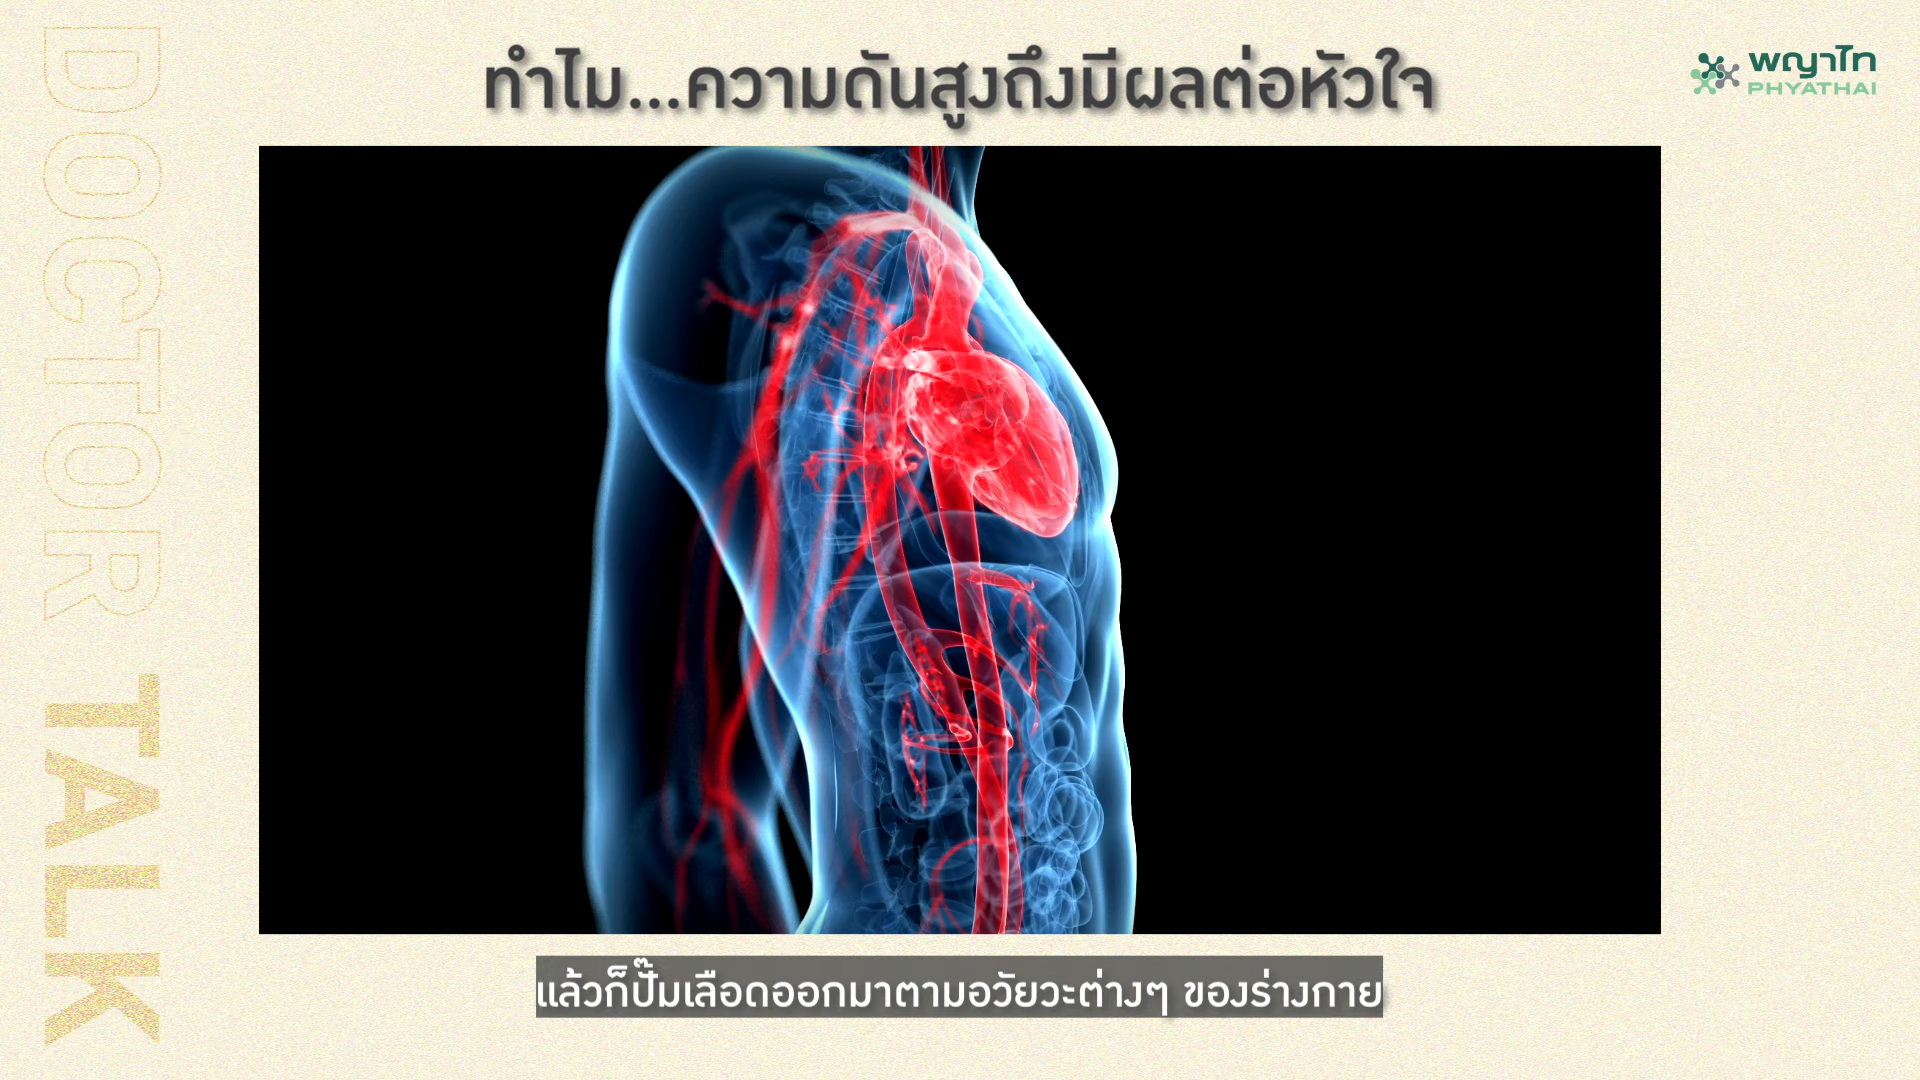 ทำไม...ความดันสูงถึงมีผลต่อหัวใจ
พญาไท
PHYATHAI
DOCTOR TALK
แล้วก็ปั๊มเลือดออกมาตามอวัยวะต่างๆ ของร่างกาย